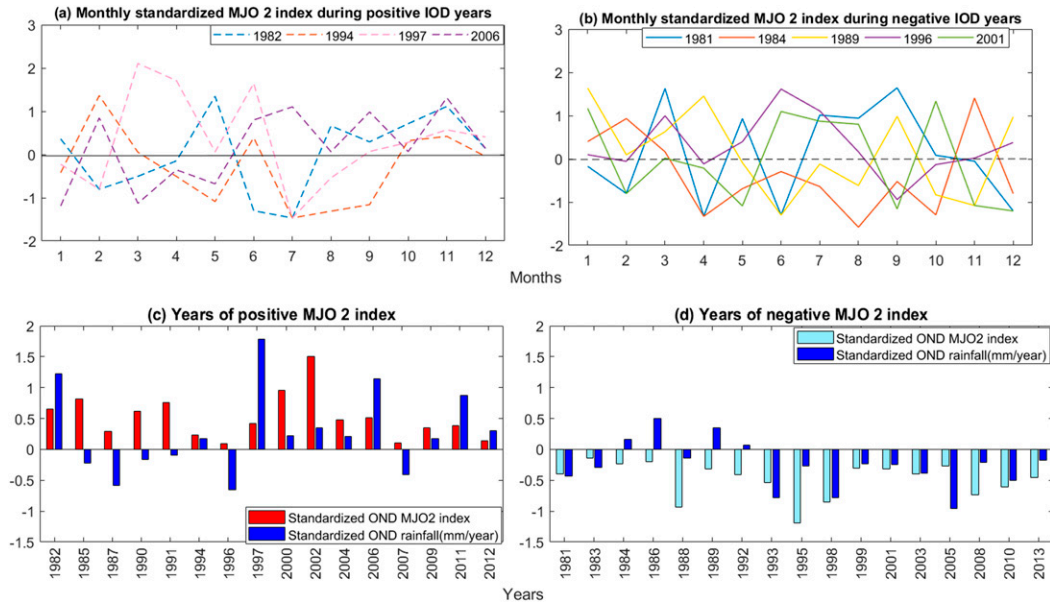 (a) Monthly standardized MJO 2 index during positive IOD years
3
2
1
0
-1
-2
1982 1994 1997 2006
1 2 3 4 5 6 7 8 9 10 11 12
(b) Monthly standardized MJO 2 index during negative IOD years
3
2
1
0
-1
-2
1981 1984 1989 1996 2001
1 2 3 4 5 6 7 8 9 10 11 12
Months
(c) Years of positive MJO 2 index
2
1.5
1
0.5
0
-0.5
-1
-1.5
Standardized OND MJO2 index
Standardized OND rainfall(mm/year)
1982 1985 1987 1990 1991 1994 1996 1997 2000 2002 2004 2006 2007 2009 2011 2012
(d) Years of negative MJO 2 index
2
1.5
1
0.5
0
-0.5
-1
-1.5
Standardized OND MJO2 index
Standardized OND rainfall(mm/year)
1981 1983 1984 1986 1988 1989 1992 1993 1995 1998 1999 2001 2003 2005 2008 2010 2013
Years